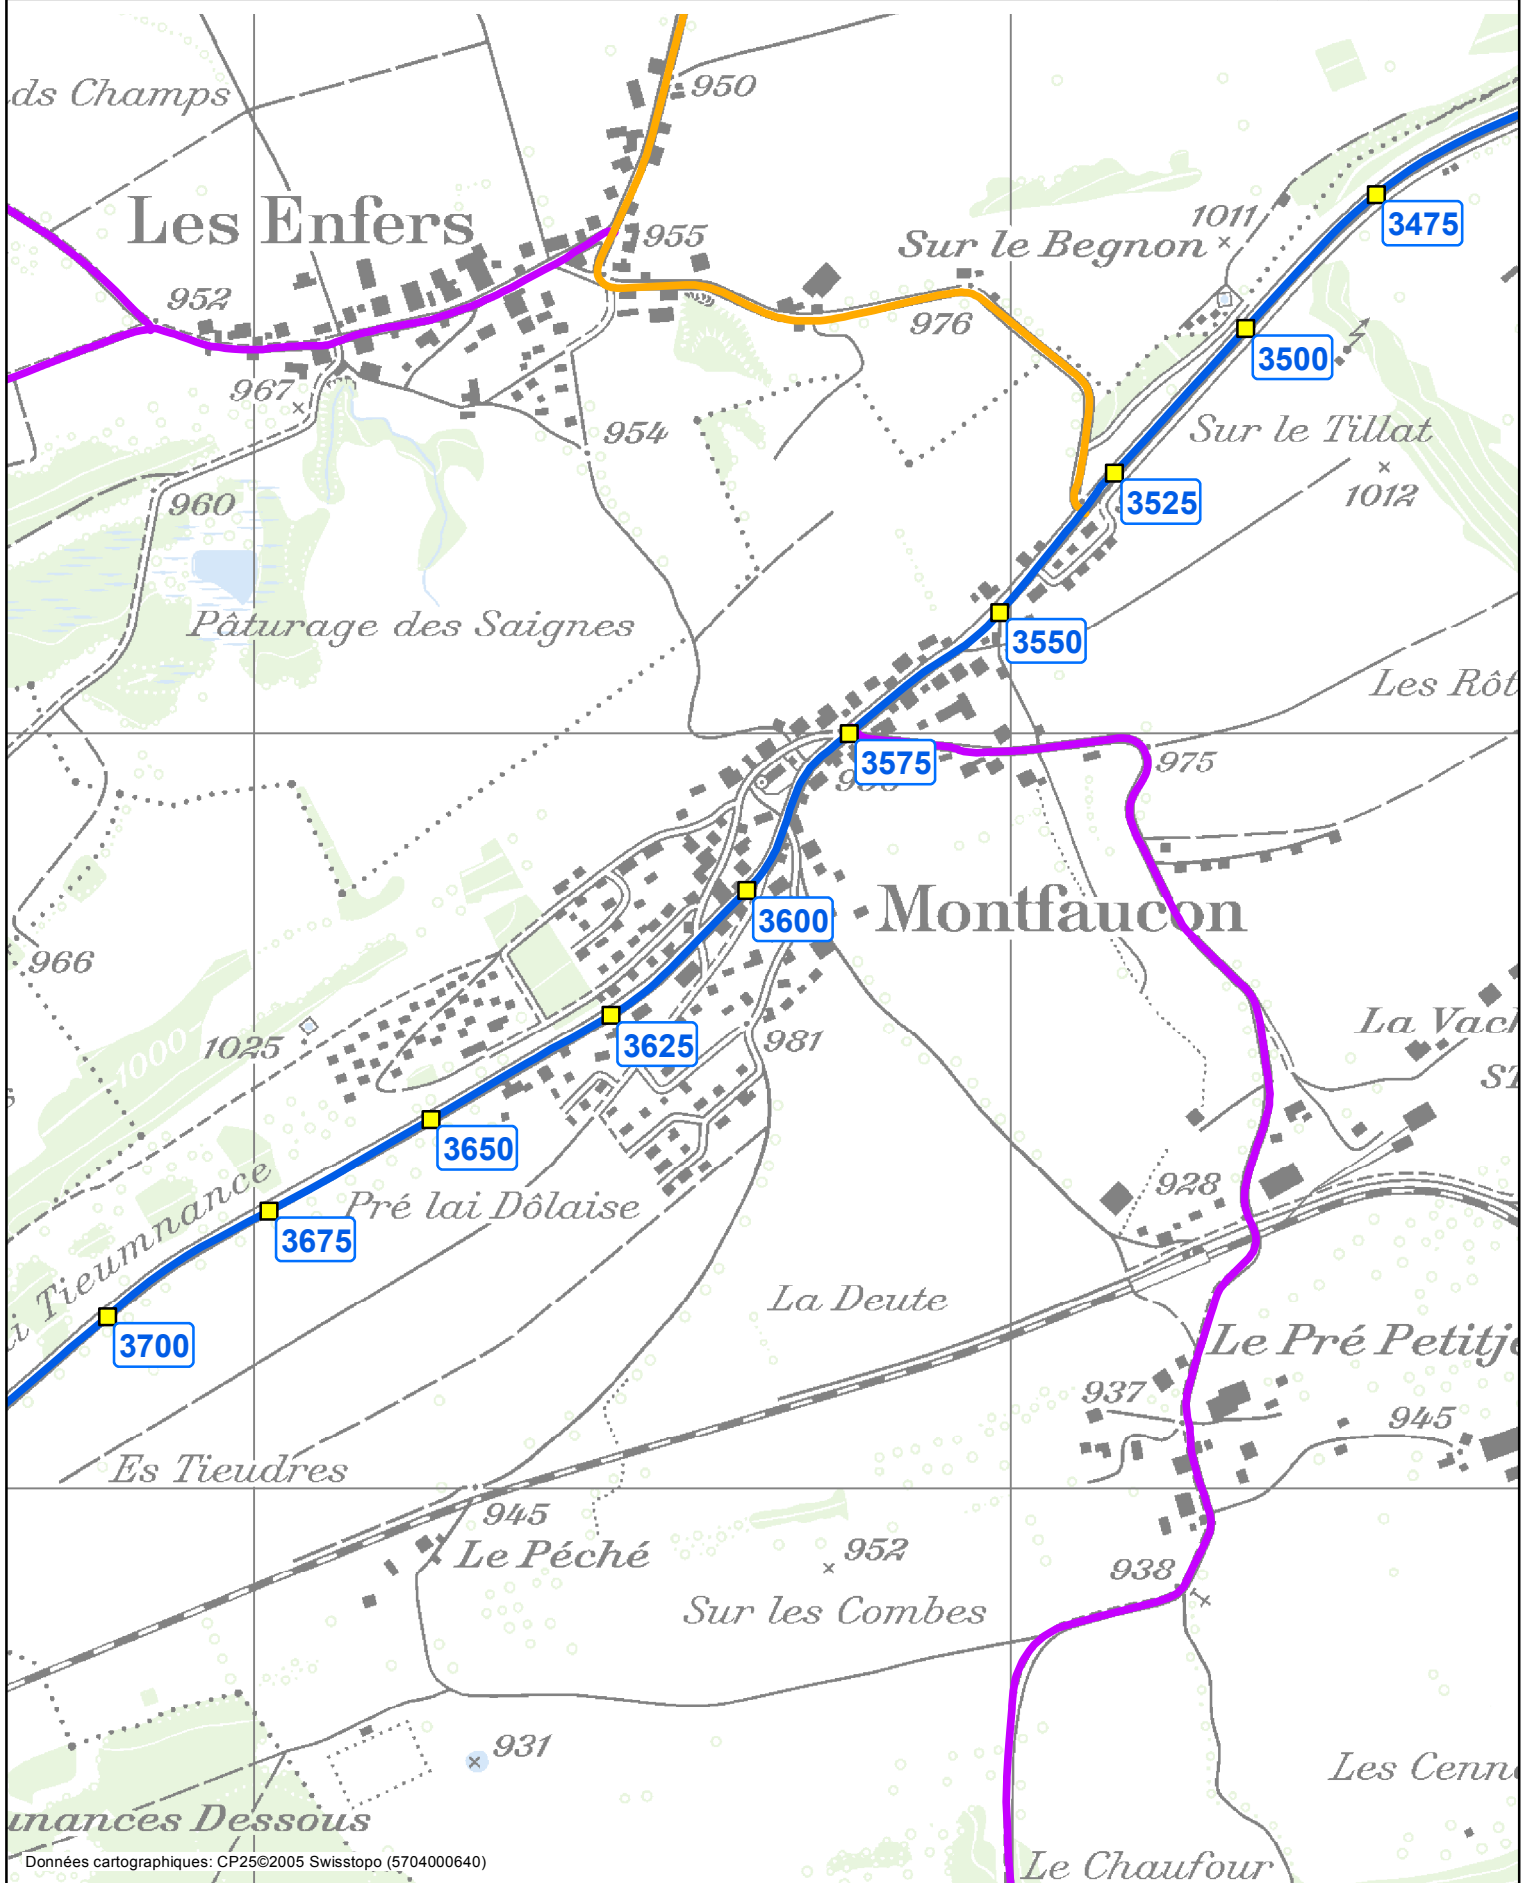 950
ds Champs
Les Enfers
955
1011
Sur le Begnon
3475
952
976
3500
967
954
Sur le Tillat
1012
960
3525
Pâturage des Saignes
3550
Les Rôt
3575
975
Montfaucon
3600
966
1025
1000
981
La Vach
3625
ST
3650
928
i Tieumnance
Pré lai Dôlaise
3675
La Deute
3700
Le Pré Petitje
937
945
Es Tieudres
945
Le Péché
952
938
Sur les Combes
931
Les Cenn
unances Dessous
Données cartographiques: CP25©2005 Swisstopo (5704000640)
Le Chaufour